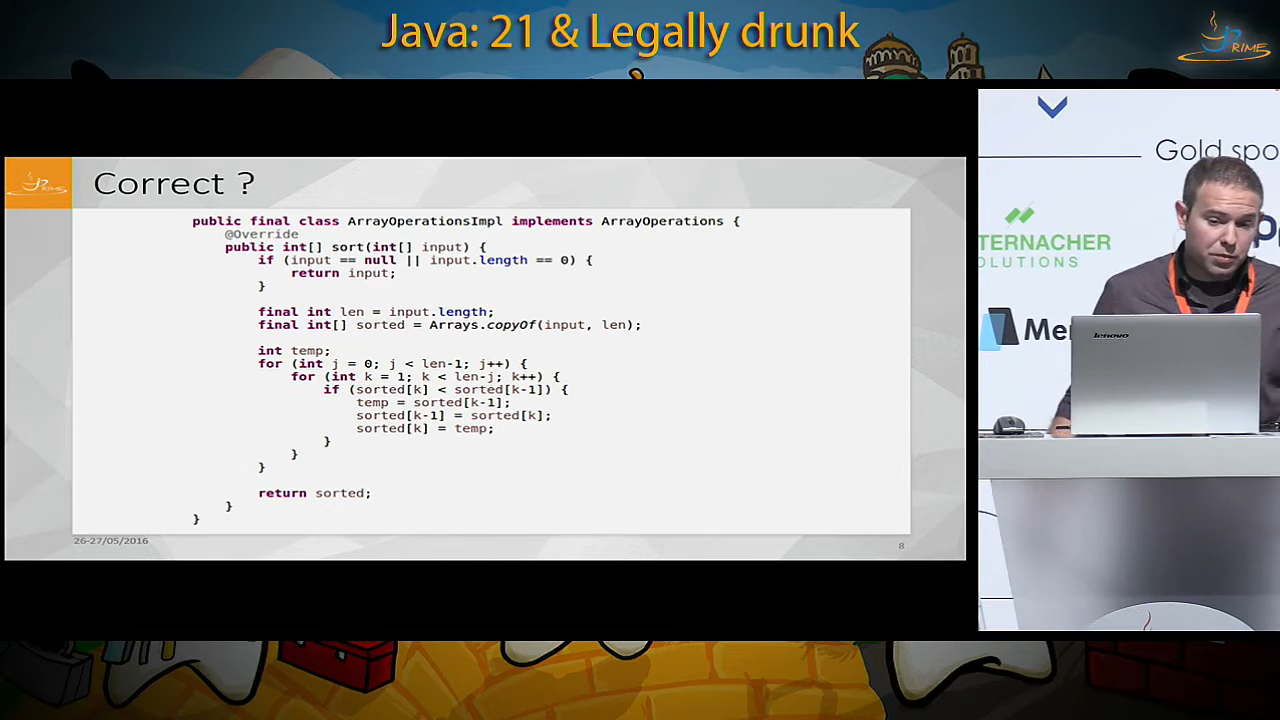 Java: 21 & Legally drunk
JPRIME
Correct ?
public final class ArrayOperationsImpl implements ArrayOperations {
@Override
public int[] sort(int[] input) {
if (input == null || input.length == 0) {
return input;
}
final int len = input.length;
final int[] sorted = Arrays.copyOf(input, len);
int temp;
for (int j = 0; j < len-1; j++) {
for (int k = 1; k < len-j; k++) {
if (sorted[k] < sorted[k-1]) {
temp = sorted[k-1];
sorted[k-1] = sorted[k];
sorted[k] = temp;
}
}
}
return sorted;
}
}
26-27/05/2016
8
Gold spo
TERNACHER
OLUTIONS
Me
lenovo